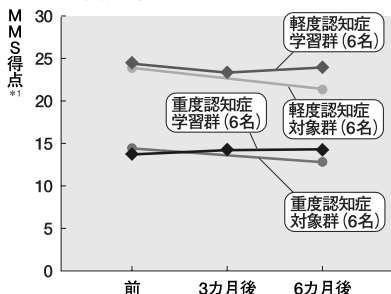 MMS得点*1
30
25
20
15
10
5
0
軽度認知症
学習群(6名)
重度認知症
学習群(6名)
軽度認知症
対象群(6名)
重度認知症
対象群(6名)
前
3カ月後
6カ月後